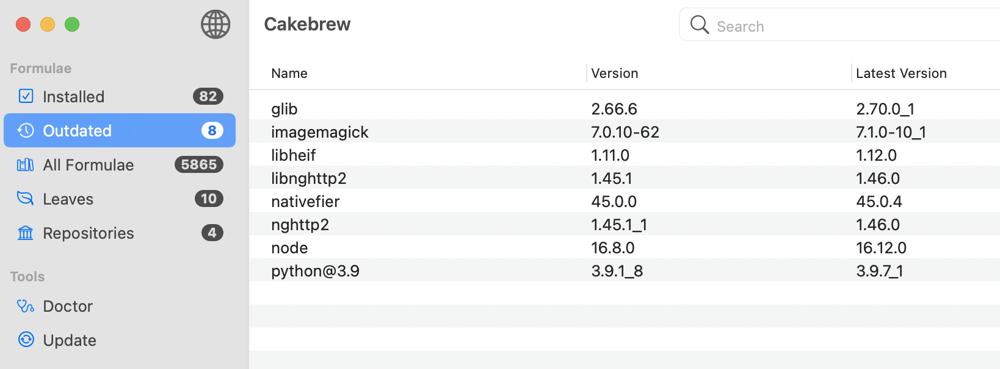 Cakebrew
Search
Formulae
Installed 82
Outdated 8
All Formulae 5865
Leaves 10
Repositories 4
Tools
Doctor
Update
Name Version Latest Version
glib 2.66.6 2.70.0_1
imagemagick 7.0.10-62 7.1.0-10_1
libheif 1.11.0 1.12.0
libnghttp2 1.45.1 1.46.0
nativefier 45.0.0 45.0.4
nghttp2 1.45.1_1 1.46.0
node 16.8.0 16.12.0
python@3.9 3.9.1_8 3.9.7_1